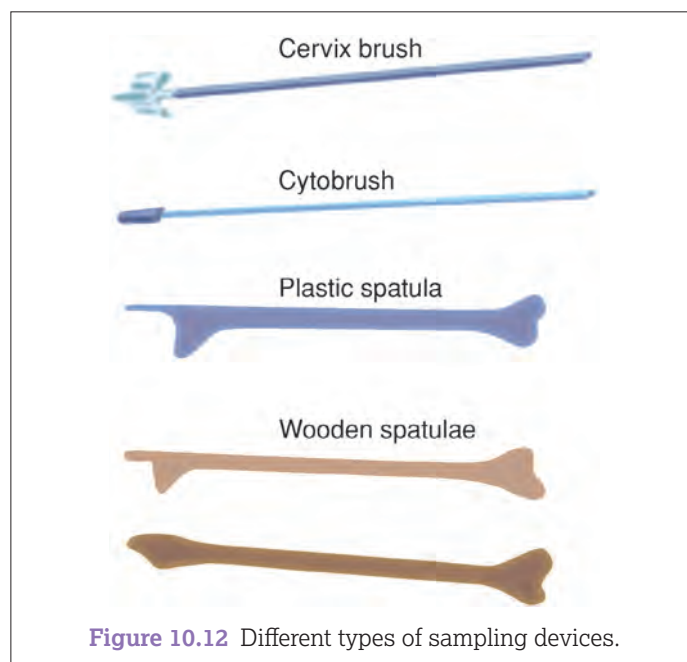 Cervix brush
Cytobrush
Plastic spatula
Wooden spatulae
Figure 10.12 Different types of sampling devices.